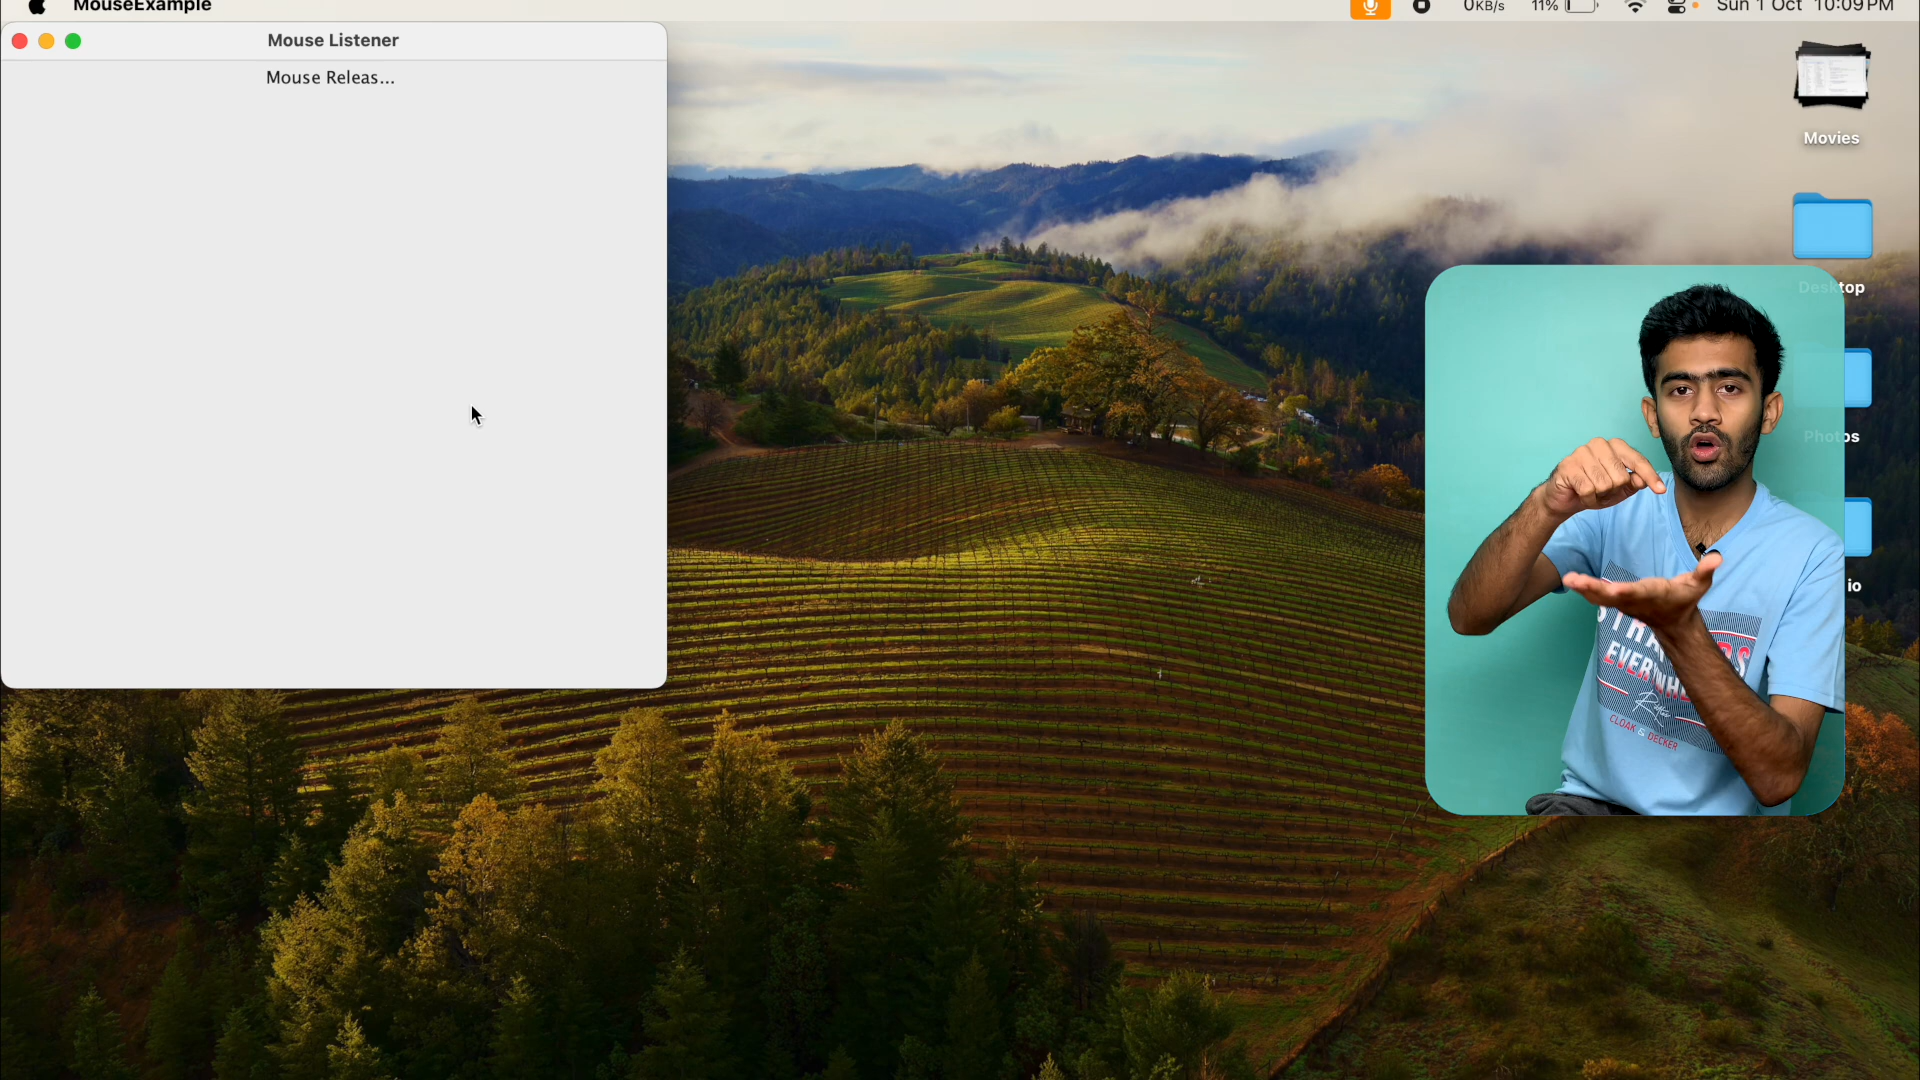 MouseExample
0KB/s 11% Sun 1 Oct 10:09 PM
Mouse Listener
Mouse Releas...
Movies
Desktop
Photos
io
EVERYWHE
CLOAK & DECKER